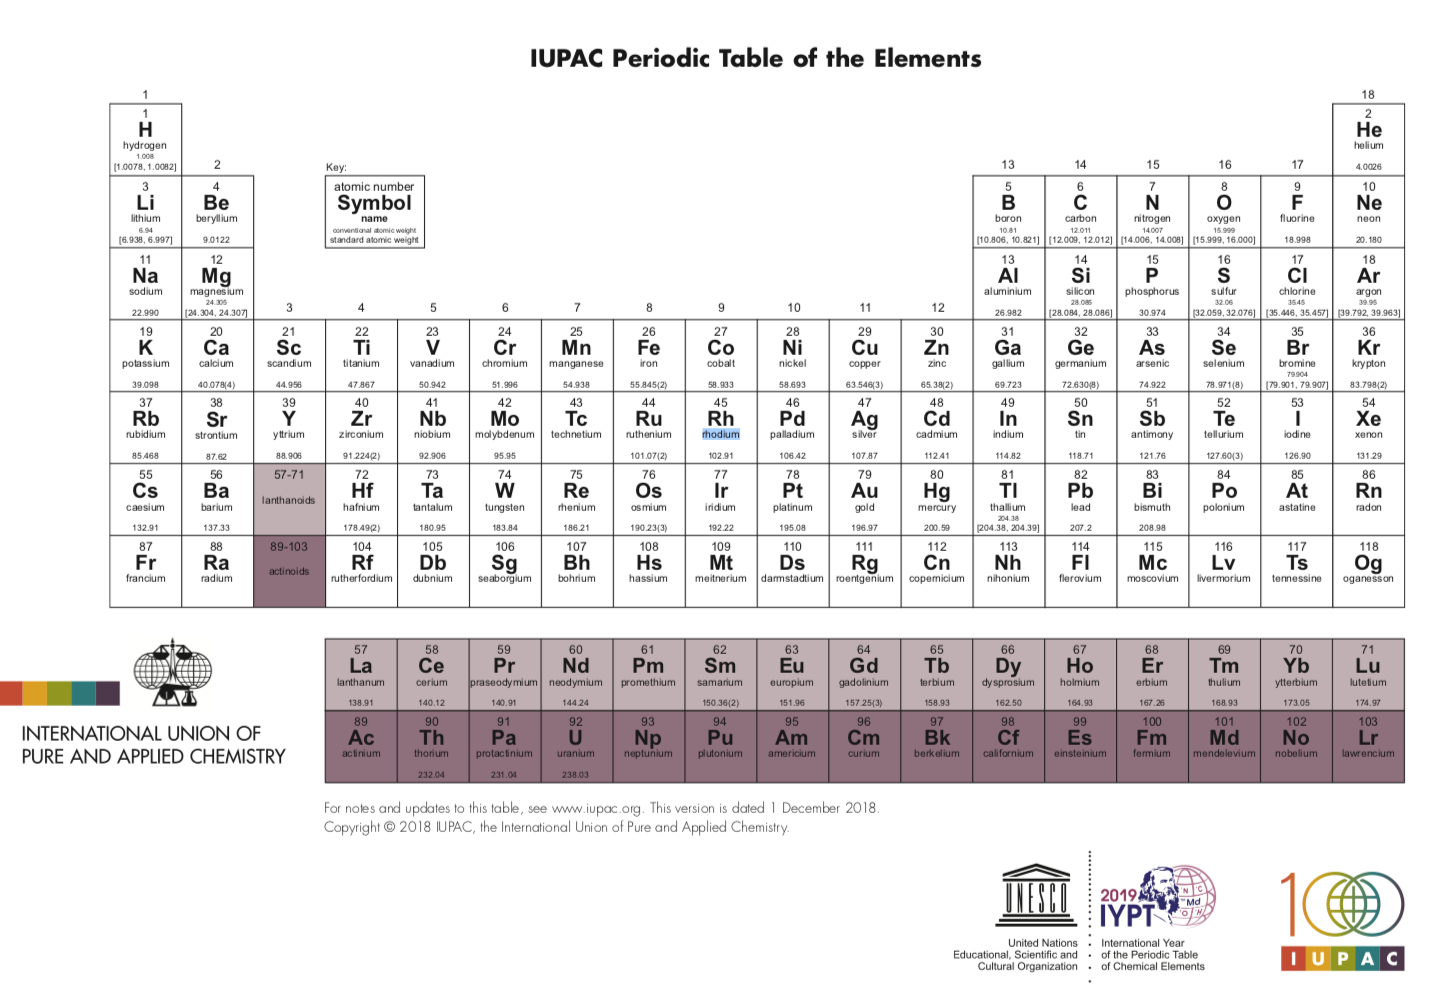 IUPAC Periodic Table of the Elements
1
18
1
H
hydrogen
1.008
[1.0078, 1.0082]
2
He
helium
4.0026
2
Key:
atomic number
Symbol
name
conventional atomic weight
standard atomic weight
13
14
15
16
17
3
Li
lithium
6.94
[6.938, 6.997]
4
Be
beryllium
9.0122
5
B
boron
10.81
[10.806, 10.821]
6
C
carbon
12.011
[12.009, 12.012]
7
N
nitrogen
14.007
[14.006, 14.008]
8
O
oxygen
15.999
[15.999, 16.000]
9
F
fluorine
18.998
10
Ne
neon
20.180
11
Na
sodium
22.990
12
Mg
magnesium
24.305
[24.304, 24.307]
3
4
5
6
7
8
9
10
11
12
13
Al
aluminium
26.982
14
Si
silicon
28.085
[28.084, 28.086]
15
P
phosphorus
30.974
16
S
sulfur
32.06
[32.059, 32.076]
17
Cl
chlorine
35.45
[35.446, 35.457]
18
Ar
argon
39.95
[39.792, 39.963]
19
K
potassium
39.098
20
Ca
calcium
40.078(4)
21
Sc
scandium
44.956
22
Ti
titanium
47.867
23
V
vanadium
50.942
24
Cr
chromium
51.996
25
Mn
manganese
54.938
26
Fe
iron
55.845(2)
27
Co
cobalt
58.933
28
Ni
nickel
58.693
29
Cu
copper
63.546(3)
30
Zn
zinc
65.38(2)
31
Ga
gallium
69.723
32
Ge
germanium
72.630(8)
33
As
arsenic
74.922
34
Se
selenium
78.971(8)
35
Br
bromine
79.904
[79.901, 79.907]
36
Kr
krypton
83.798(2)
37
Rb
rubidium
85.468
38
Sr
strontium
87.62
39
Y
yttrium
88.906
40
Zr
zirconium
91.224(2)
41
Nb
niobium
92.906
42
Mo
molybdenum
95.95
43
Tc
technetium
44
Ru
ruthenium
101.07(2)
45
Rh
rhodium
102.91
46
Pd
palladium
106.42
47
Ag
silver
107.87
48
Cd
cadmium
112.41
49
In
indium
114.82
50
Sn
tin
118.71
51
Sb
antimony
121.76
52
Te
tellurium
127.60(3)
53
I
iodine
126.90
54
Xe
xenon
131.29
55
Cs
caesium
132.91
56
Ba
barium
137.33
57-71
lanthanoids
72
Hf
hafnium
178.49(2)
73
Ta
tantalum
180.95
74
W
tungsten
183.84
75
Re
rhenium
186.21
76
Os
osmium
190.23(3)
77
Ir
iridium
192.22
78
Pt
platinum
195.08
79
Au
gold
196.97
80
Hg
mercury
200.59
81
Tl
thallium
204.38
[204.38, 204.39]
82
Pb
lead
207.2
83
Bi
bismuth
208.98
84
Po
polonium
85
At
astatine
86
Rn
radon
87
Fr
francium
88
Ra
radium
89-103
actinoids
104
Rf
rutherfordium
105
Db
dubnium
106
Sg
seaborgium
107
Bh
bohrium
108
Hs
hassium
109
Mt
meitnerium
110
Ds
darmstadtium
111
Rg
roentgenium
112
Cn
copernicium
113
Nh
nihonium
114
Fl
flerovium
115
Mc
moscovium
116
Lv
livermorium
117
Ts
tennessine
118
Og
oganesson
57
La
lanthanum
138.91
58
Ce
cerium
140.12
59
Pr
praseodymium
140.91
60
Nd
neodymium
144.24
61
Pm
promethium
62
Sm
samarium
150.36(2)
63
Eu
europium
151.96
64
Gd
gadolinium
157.25(3)
65
Tb
terbium
158.93
66
Dy
dysprosium
162.50
67
Ho
holmium
164.93
68
Er
erbium
167.26
69
Tm
thulium
168.93
70
Yb
ytterbium
173.05
71
Lu
lutetium
174.97
89
Ac
actinium
90
Th
thorium
232.04
91
Pa
protactinium
231.04
92
U
uranium
238.03
93
Np
neptunium
94
Pu
plutonium
95
Am
americium
96
Cm
curium
97
Bk
berkelium
98
Cf
californium
99
Es
einsteinium
100
Fm
fermium
101
Md
mendelevium
102
No
nobelium
103
Lr
lawrencium
INTERNATIONAL UNION OF
PURE AND APPLIED CHEMISTRY
For notes and updates to this table, see www.iupac.org. This version is dated 1 December 2018.
Copyright © 2018 IUPAC, the International Union of Pure and Applied Chemistry.
UNESCO
United Nations
Educational, Scientific and
Cultural Organization
2019
IYPT
N
C
Md
O
H
International Year
of the Periodic Table
of Chemical Elements
100
IUPAC